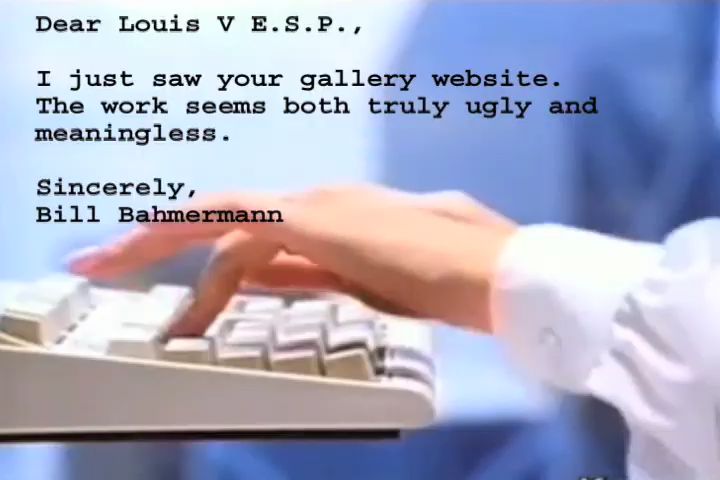 Dear Louis V E.S.P.,
I just saw your gallery website.
The work seems both truly ugly and
meaningless.
Sincerely,
Bill Bahmermann